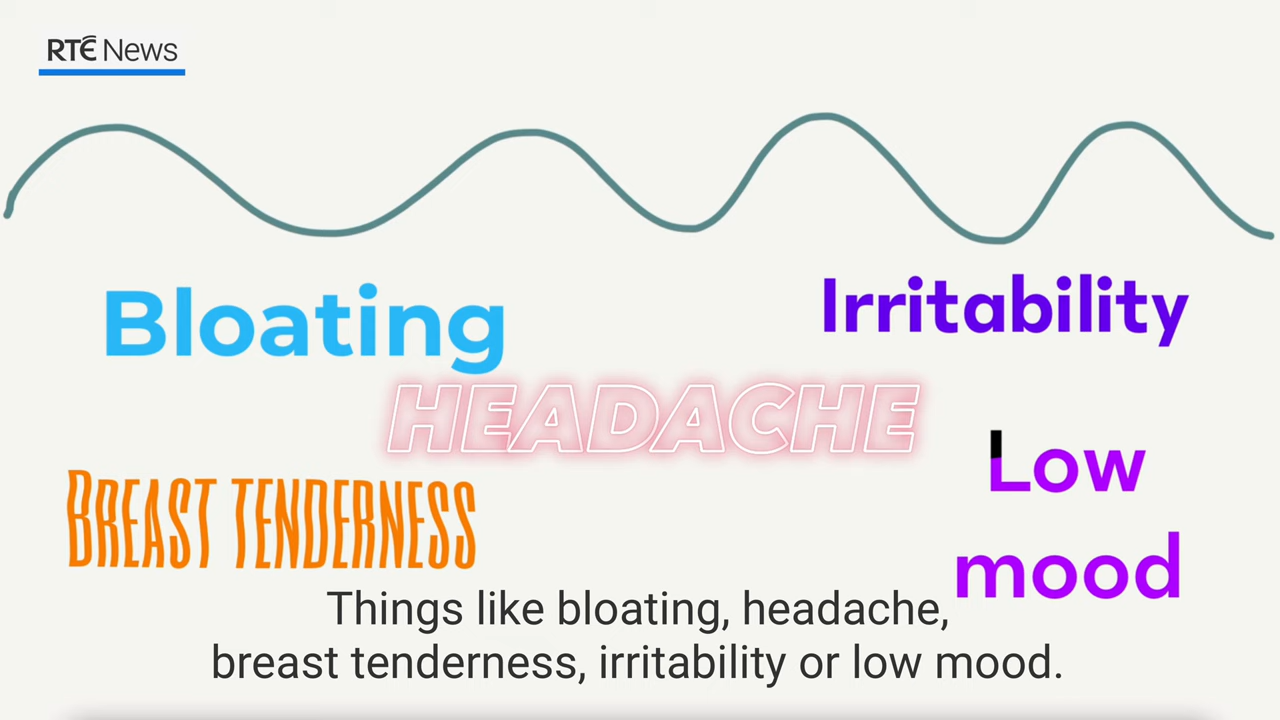 RTÉ News
Bloating
Irritability
HEADACHE
Low
mood
BREAST TENDERNESS
Things like bloating, headache,
breast tenderness, irritability or low mood.